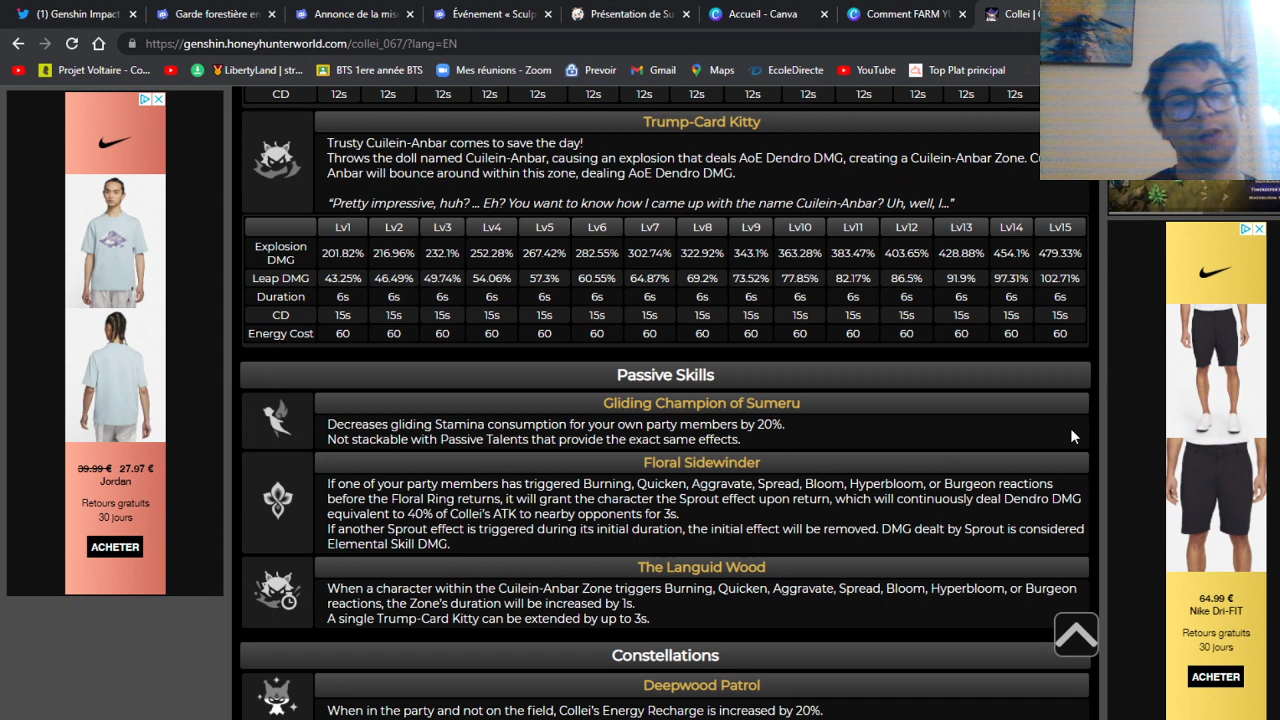 (1) Genshin Impact
Garde forestière en
Annonce de la mis
Événement « Sculp
Présentation de Su
Accueil - Canva
Comment FARM Y
Collei | 
https://genshin.honeyhunterworld.com/collei_067/?lang=EN
Projet Voltaire - Co...
LibertyLand | str...
BTS 1ere année BTS
Mes réunions - Zoom
Prevoir
Gmail
Maps
EcoleDirecte
YouTube
Top Plat principal
CD 12s 12s 12s 12s 12s 12s 12s 12s 12s 12s 12s 12s 12s 12s
Trump-Card Kitty
Trusty Cuilein-Anbar comes to save the day!
Throws the doll named Cuilein-Anbar, causing an explosion that deals AoE Dendro DMG, creating a Cuilein-Anbar Zone.
Anbar will bounce around within this zone, dealing AoE Dendro DMG.
“Pretty impressive, huh? ... Eh? You want to know how I came up with the name Cuilein-Anbar? Uh, well, I...”
Lv1 Lv2 Lv3 Lv4 Lv5 Lv6 Lv7 Lv8 Lv9 Lv10 Lv11 Lv12 Lv13 Lv14 Lv15
Explosion DMG 201.82% 216.96% 232.1% 252.28% 267.42% 282.55% 302.74% 322.92% 343.1% 363.28% 383.47% 403.65% 428.88% 454.1% 479.33%
Leap DMG 43.25% 46.49% 49.74% 54.06% 57.3% 60.55% 64.87% 69.2% 73.52% 77.85% 82.17% 86.5% 91.9% 97.31% 102.71%
Duration 6s 6s 6s 6s 6s 6s 6s 6s 6s 6s 6s 6s 6s 6s 6s
CD 15s 15s 15s 15s 15s 15s 15s 15s 15s 15s 15s 15s 15s 15s 15s
Energy Cost 60 60 60 60 60 60 60 60 60 60 60 60 60 60 60
Passive Skills
Gliding Champion of Sumeru
Decreases gliding Stamina consumption for your own party members by 20%.
Not stackable with Passive Talents that provide the exact same effects.
Floral Sidewinder
If one of your party members has triggered Burning, Quicken, Aggravate, Spread, Bloom, Hyperbloom, or Burgeon reactions
before the Floral Ring returns, it will grant the character the Sprout effect upon return, which will continuously deal Dendro DMG
equivalent to 40% of Collei’s ATK to nearby opponents for 3s.
If another Sprout effect is triggered during its initial duration, the initial effect will be removed. DMG dealt by Sprout is considered
Elemental Skill DMG.
The Languid Wood
When a character within the Cuilein-Anbar Zone triggers Burning, Quicken, Aggravate, Spread, Bloom, Hyperbloom, or Burgeon
reactions, the Zone’s duration will be increased by 1s.
A single Trump-Card Kitty can be extended by up to 3s.
Constellations
Deepwood Patrol
When in the party and not on the field, Collei’s Energy Recharge is increased by 20%.
39.99 € 27.97 €
Jordan
Retours gratuits
30 jours
ACHETER
64.99 €
Nike Dri-FIT
Retours gratuits
30 jours
ACHETER